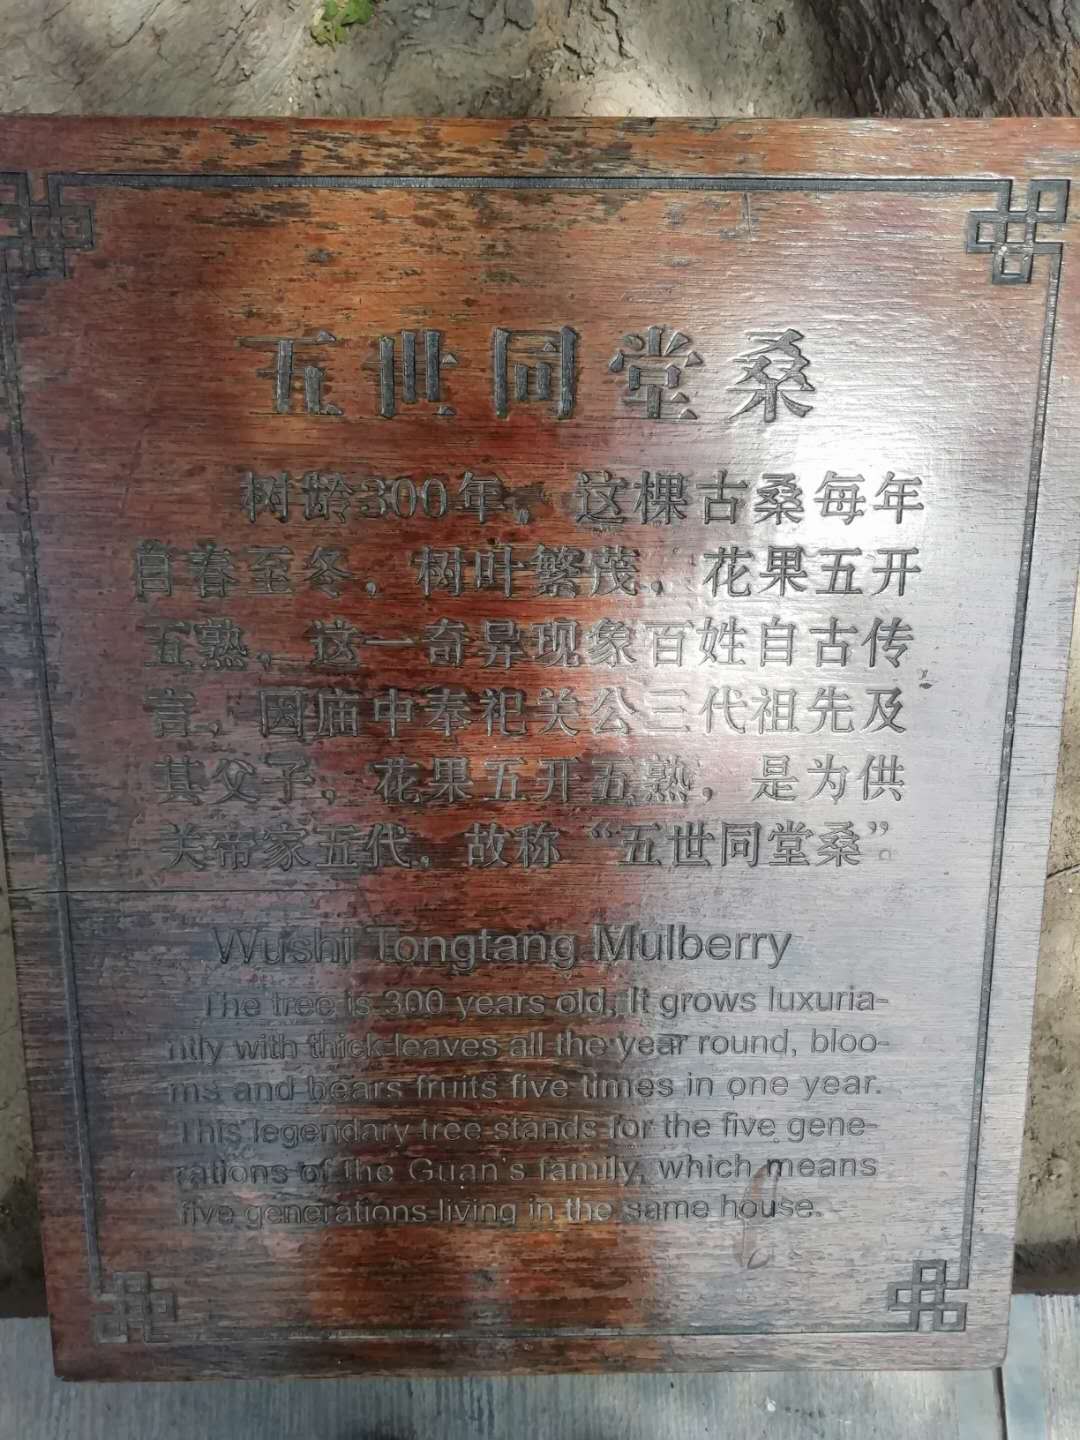 五世同堂桑
树龄300年，这棵古桑每年
自春至冬，树叶繁茂，花果五开
五熟，这一奇异现象百姓自古传
言，因庙中奉祀关公三代祖先及
其父子，花果五开五熟，是为供
关帝家五代，故称“五世同堂桑”。
Wushi Tongtang Mulberry
The tree is 300 years old, It grows luxuria-
ntly with thick leaves all the year round, bloo-
ms and bears fruits five times in one year.
This legendary tree stands for the five gene-
rations of the Guan's family, which means
five generations living in the same house.